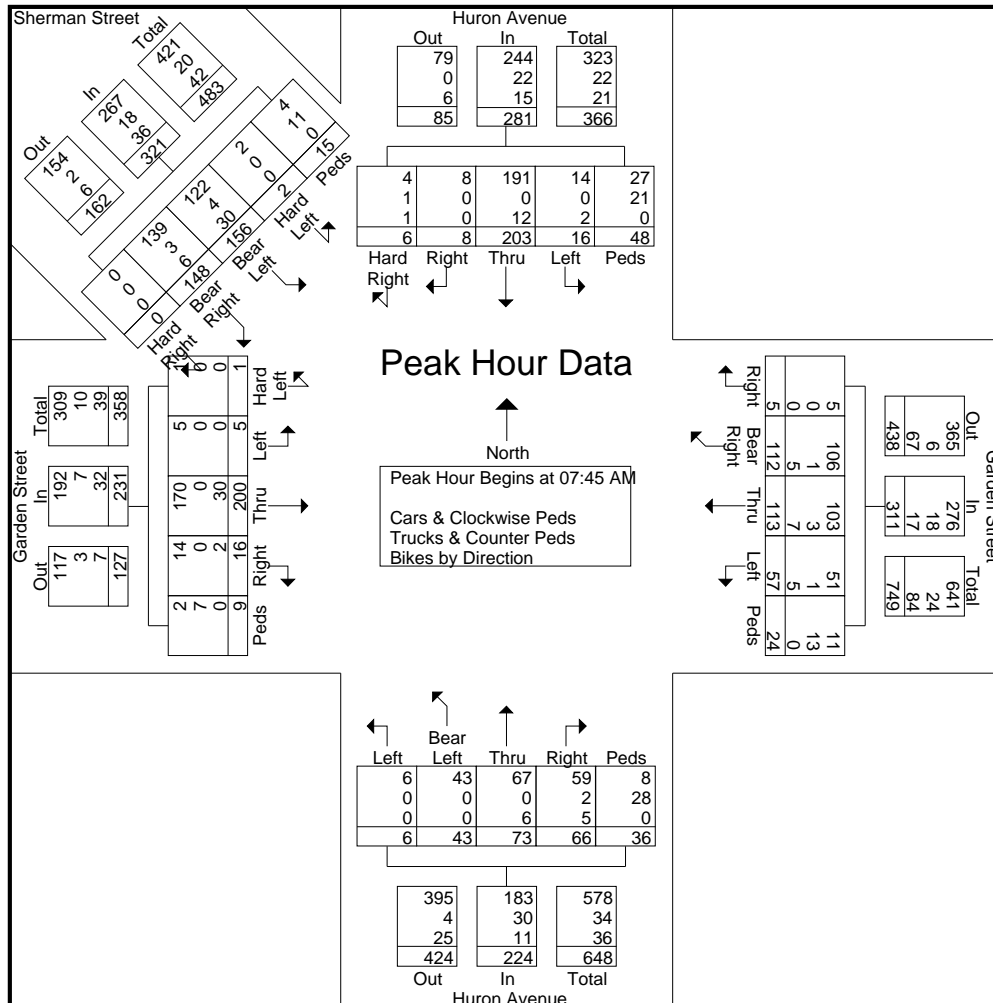 Sherman Street
Out In Total
154 267 421
2 18 20
6 36 42
162 321 483
0 139 122 2 4
0 3 4 0 11
0 6 30 0 0
0 148 156 2 15
Hard Right
Bear Right
Bear Left
Hard Left
Peds
Huron Avenue
Out In Total
79 244 323
0 22 22
6 15 21
85 281 366
4 8 191 14 27
1 0 0 0 21
1 0 12 2 0
6 8 203 16 48
Hard Right Right Thru Left Peds
Peak Hour Data
North
Peak Hour Begins at 07:45 AM
Cars & Clockwise Peds
Trucks & Counter Peds
Bikes by Direction
Garden Street
Out In Total
117 192 309
3 7 10
7 32 39
127 231 358
1 0 0 1 Hard Left
5 0 0 5 Left
170 0 30 200 Thru
14 0 2 16 Right
2 7 0 9 Peds
Right 5 0 0 5
Bear Right 112 5 1 106
Thru 113 7 3 103
Left 57 5 1 51
Peds 24 0 13 11
Garden Street
Out In Total
365 276 641
6 18 24
67 17 84
438 311 749
Left Bear Left Thru Right Peds
6 43 67 59 8
0 0 0 2 28
0 0 6 5 0
6 43 73 66 36
395 183 578
4 30 34
25 11 36
424 224 648
Out In Total
Huron Avenue